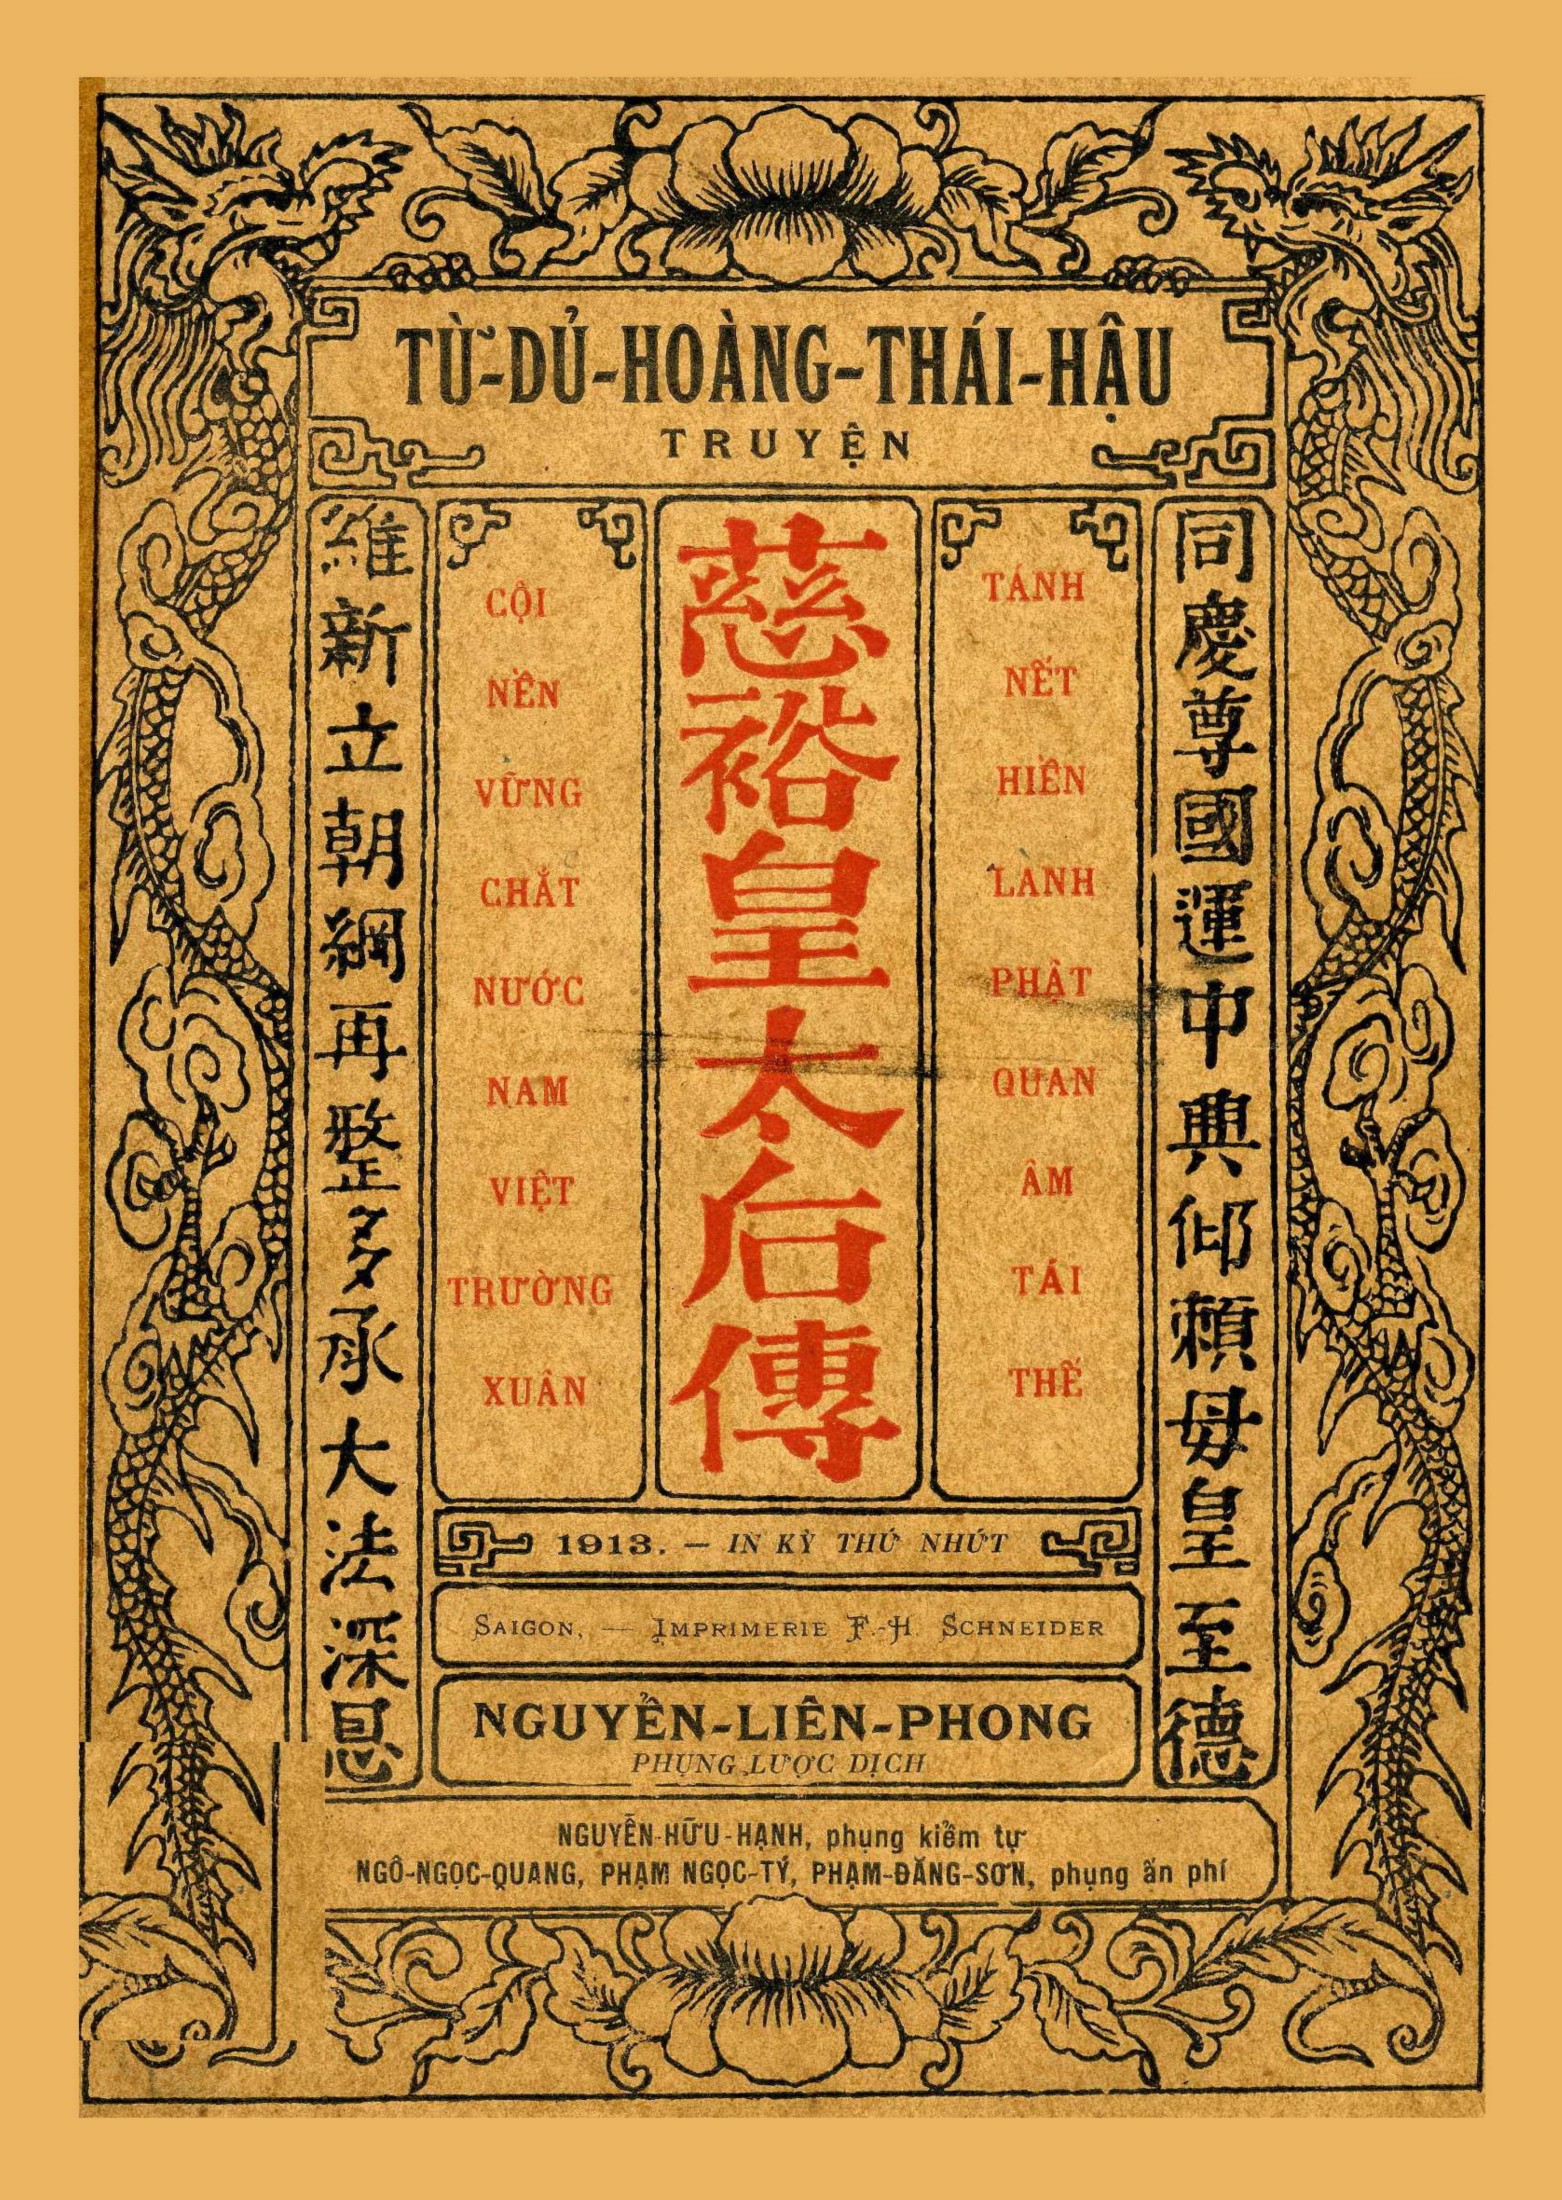 TỪ-DỦ-HOÀNG-THÁI-HẬU
TRUYỆN
同慶尊國運中興仰賴母皇至德
TÁNH
NẾT
HIỀN
LÀNH
PHẬT
QUAN
ÂM
TÁI
THẾ
慈裕皇太后傳
CỘI
NỀN
VỮNG
CHẮT
NƯỚC
NAM
VIỆT
TRƯỜNG
XUÂN
維新立朝綱再整多承大法深恩
1913. — IN KỲ THỨ NHỨT
SAIGON, — IMPRIMERIE F.-H. SCHNEIDER
NGUYỄN-LIÊN-PHONG
PHỤNG LƯỢC DỊCH
NGUYỄN-HỮU-HẠNH, phụng kiểm tự
NGÔ-NGỌC-QUANG, PHẠM NGỌC-TÝ, PHẠM-ĐĂNG-SƠN, phụng ấn phí